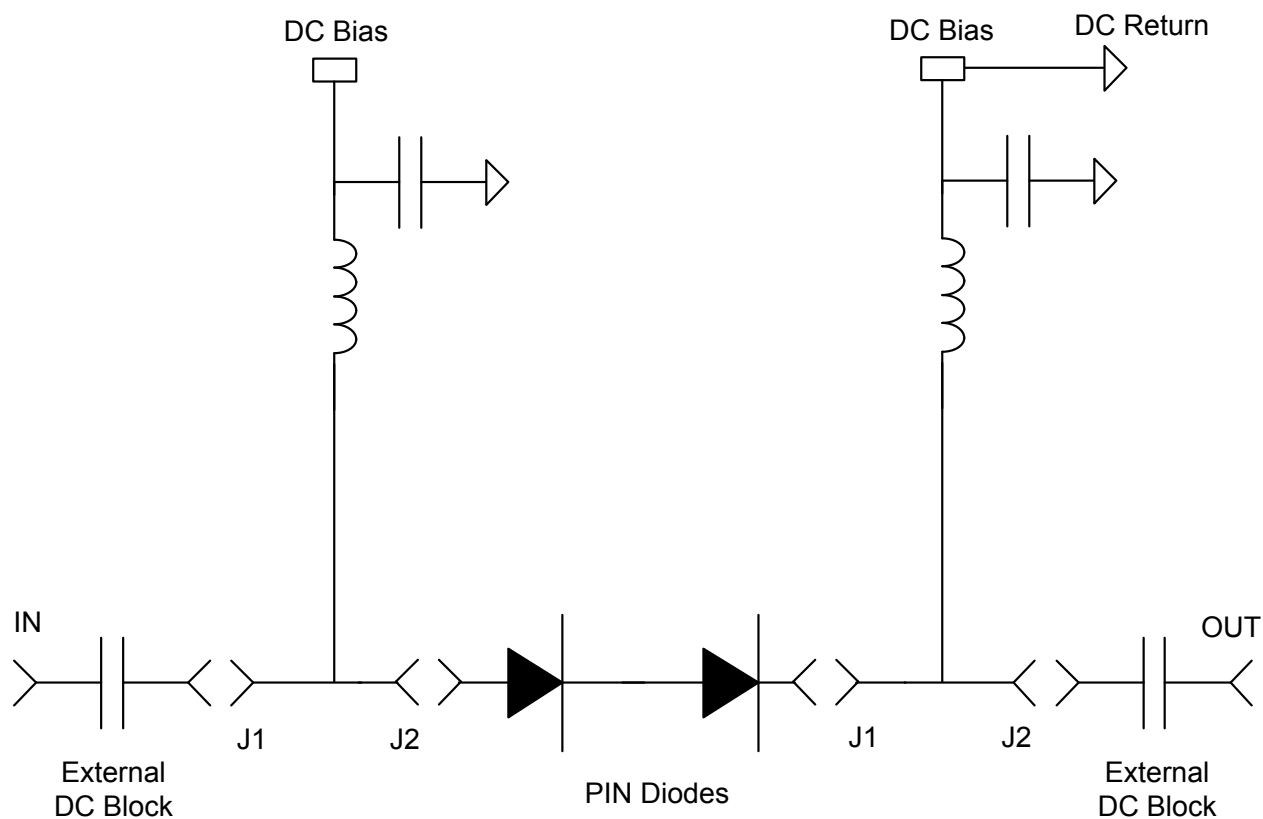 DC Bias
DC Bias
DC Return
IN
OUT
J1
J2
J1
J2
External
DC Block
PIN Diodes
External
DC Block